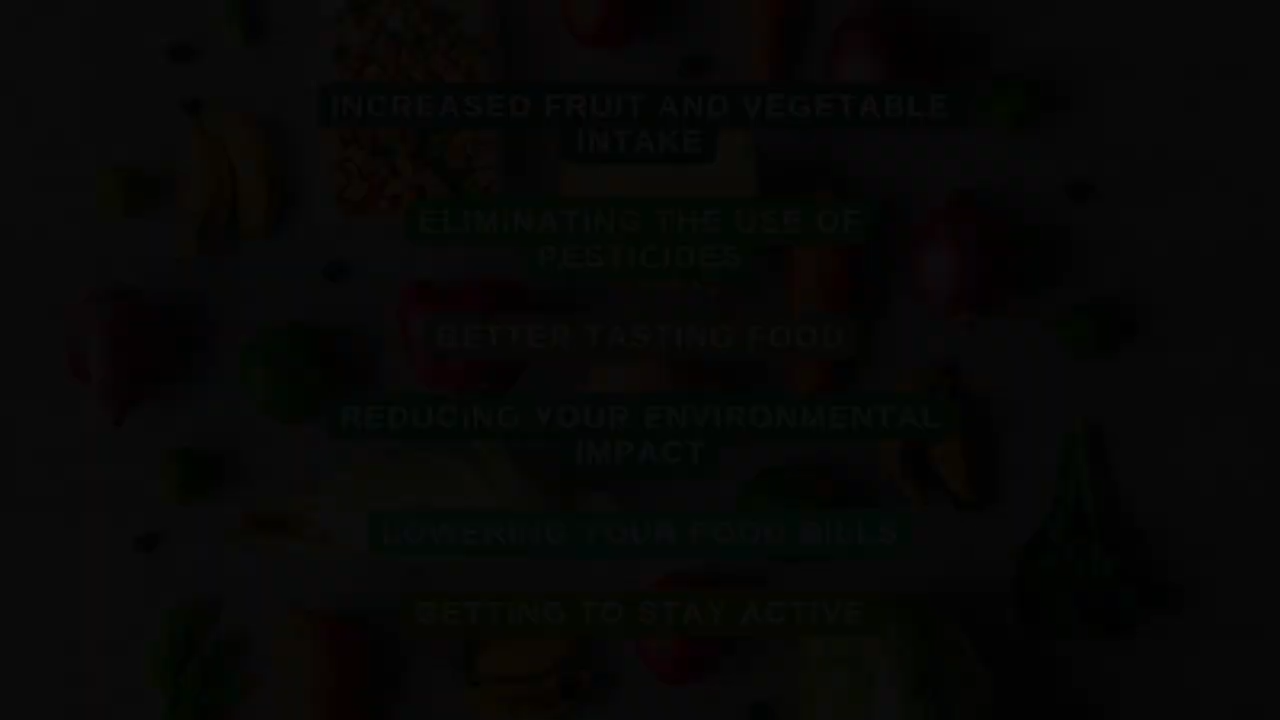 INCREASED FRUIT AND VEGETABLE
INTAKE
ELIMINATING THE USE OF
PESTICIDES
BETTER TASTING FOOD
REDUCING YOUR ENVIRONMENTAL
IMPACT
LOWERING YOUR FOOD BILLS
GETTING TO STAY ACTIVE